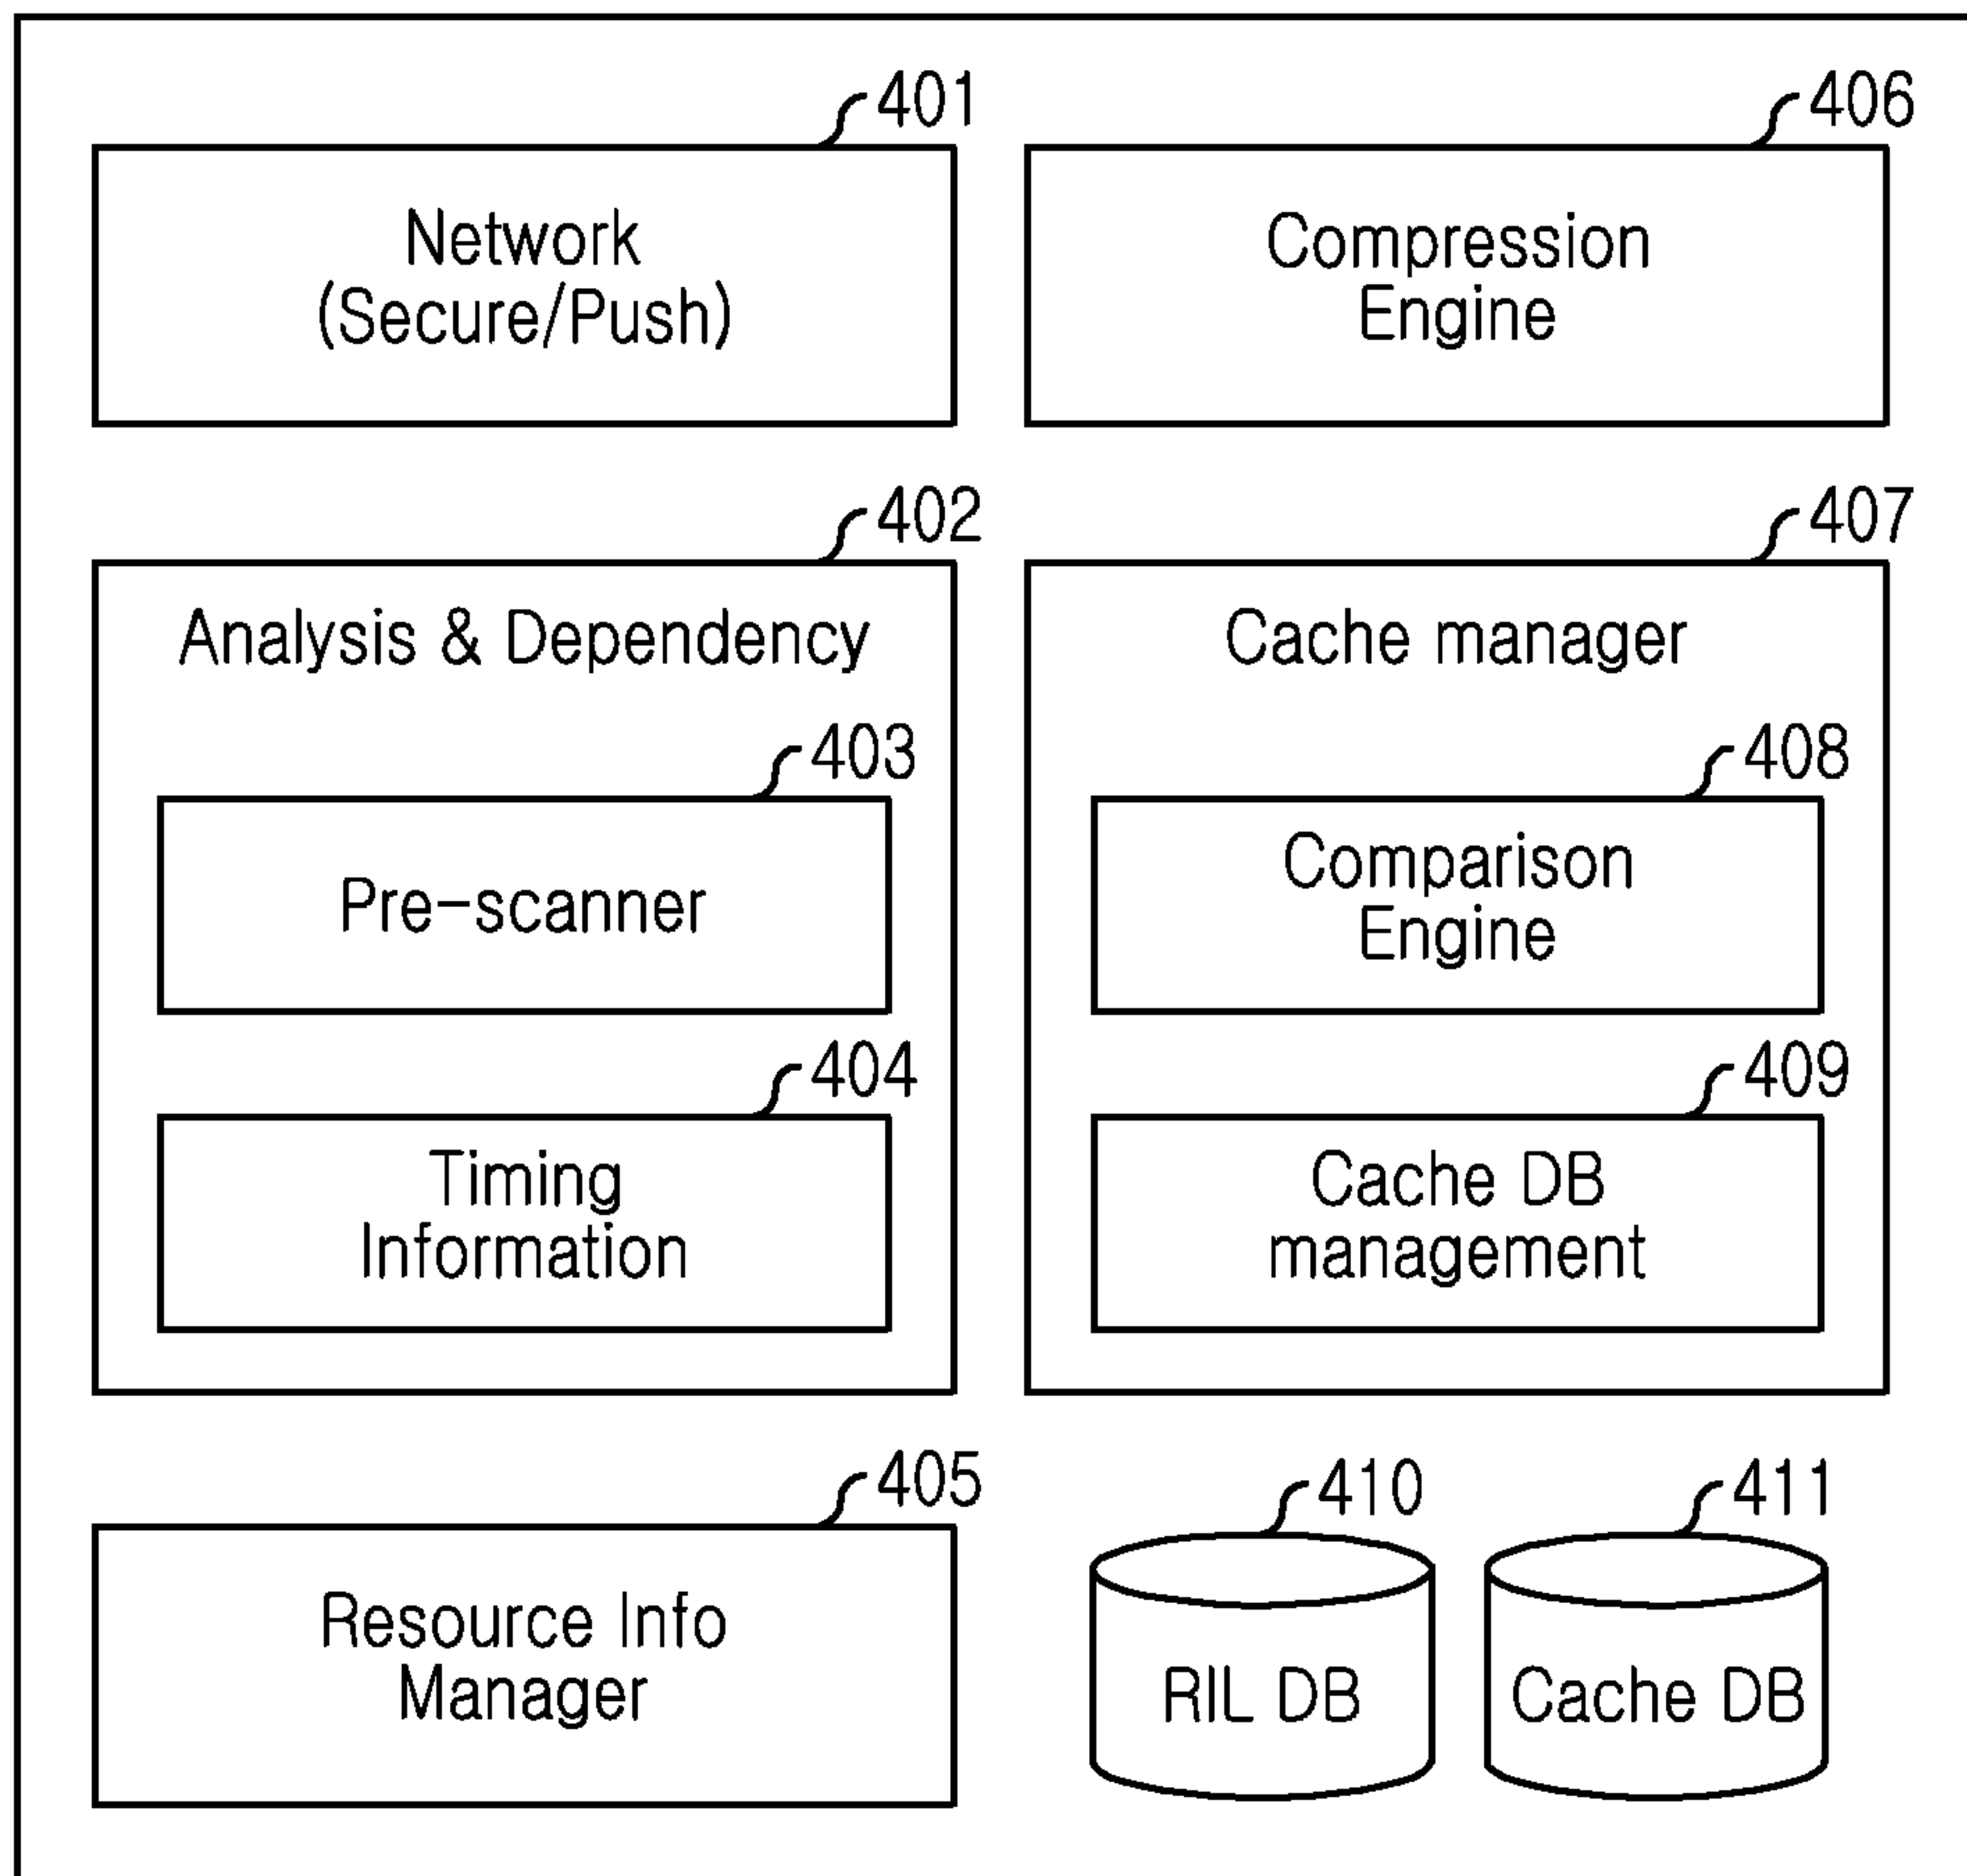 401
Network
(Secure/Push)
406
Compression
Engine
402
Analysis & Dependency
403
Pre-scanner
404
Timing
Information
407
Cache manager
408
Comparison
Engine
409
Cache DB
management
405
Resource Info
Manager
410
RIL DB
411
Cache DB